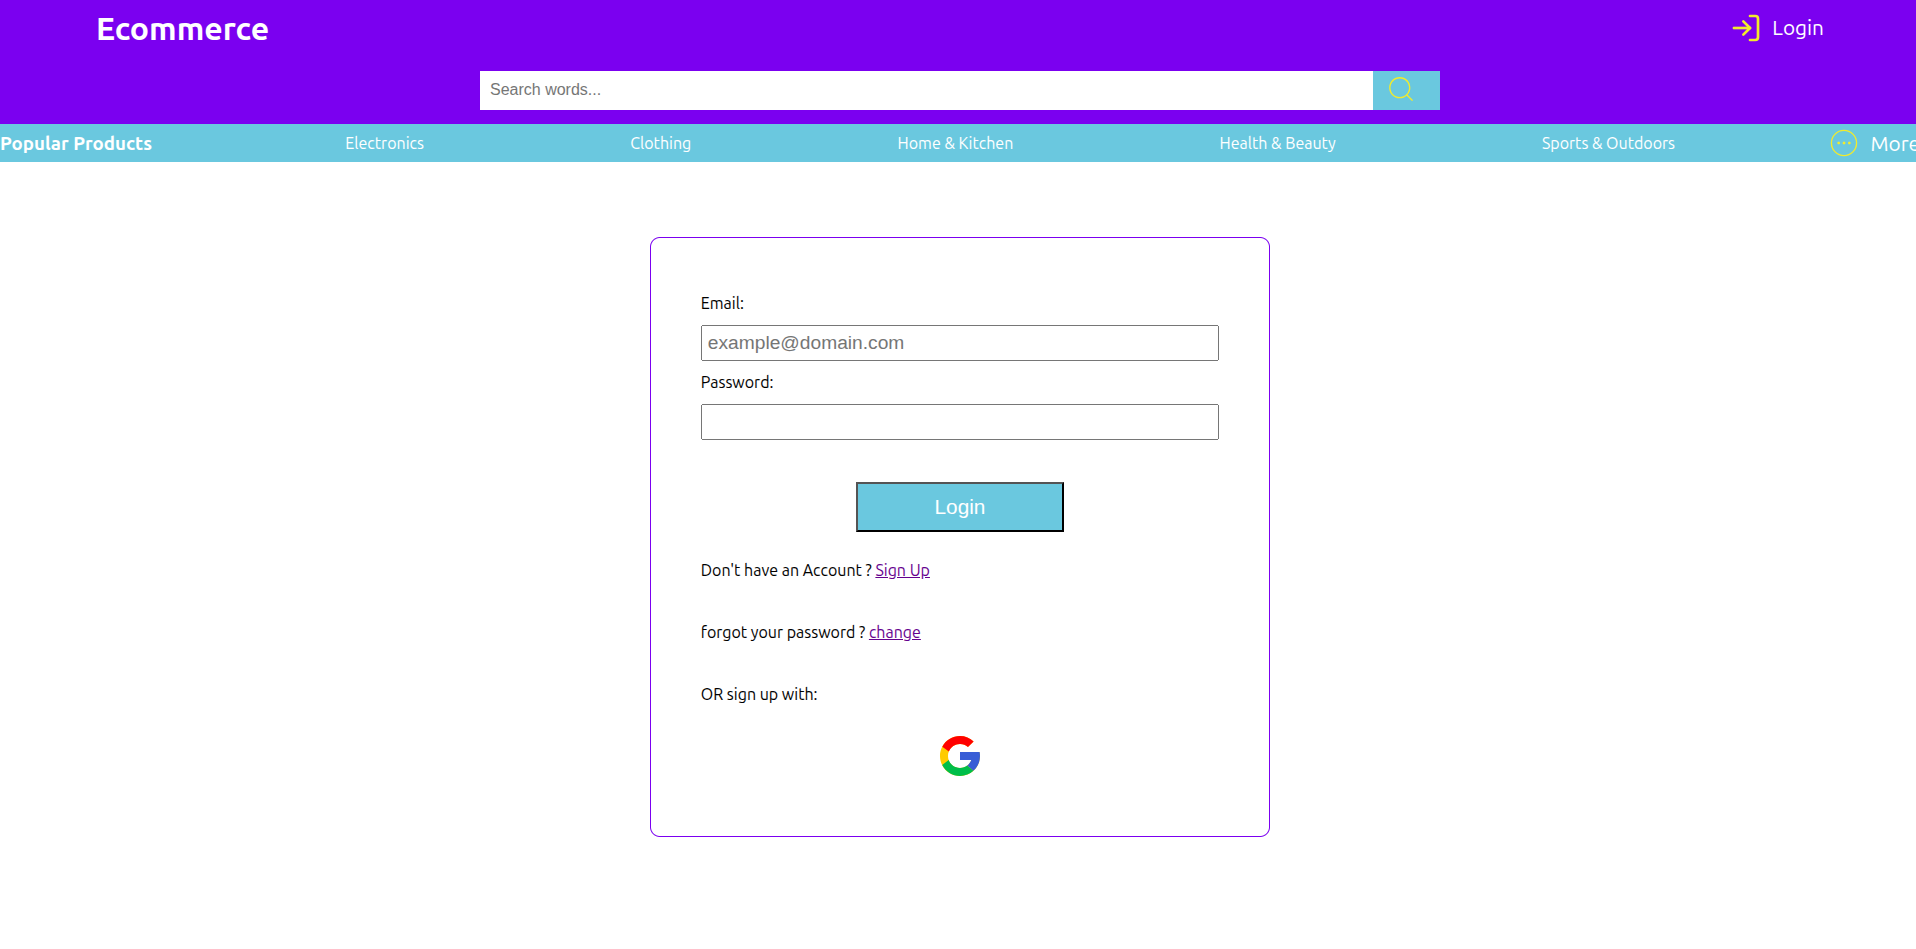 Ecommerce
Login
Search words...
Popular Products
Electronics
Clothing
Home & Kitchen
Health & Beauty
Sports & Outdoors
More
Email:
example@domain.com
Password:
Login
Don't have an Account ? Sign Up
forgot your password ? change
OR sign up with: